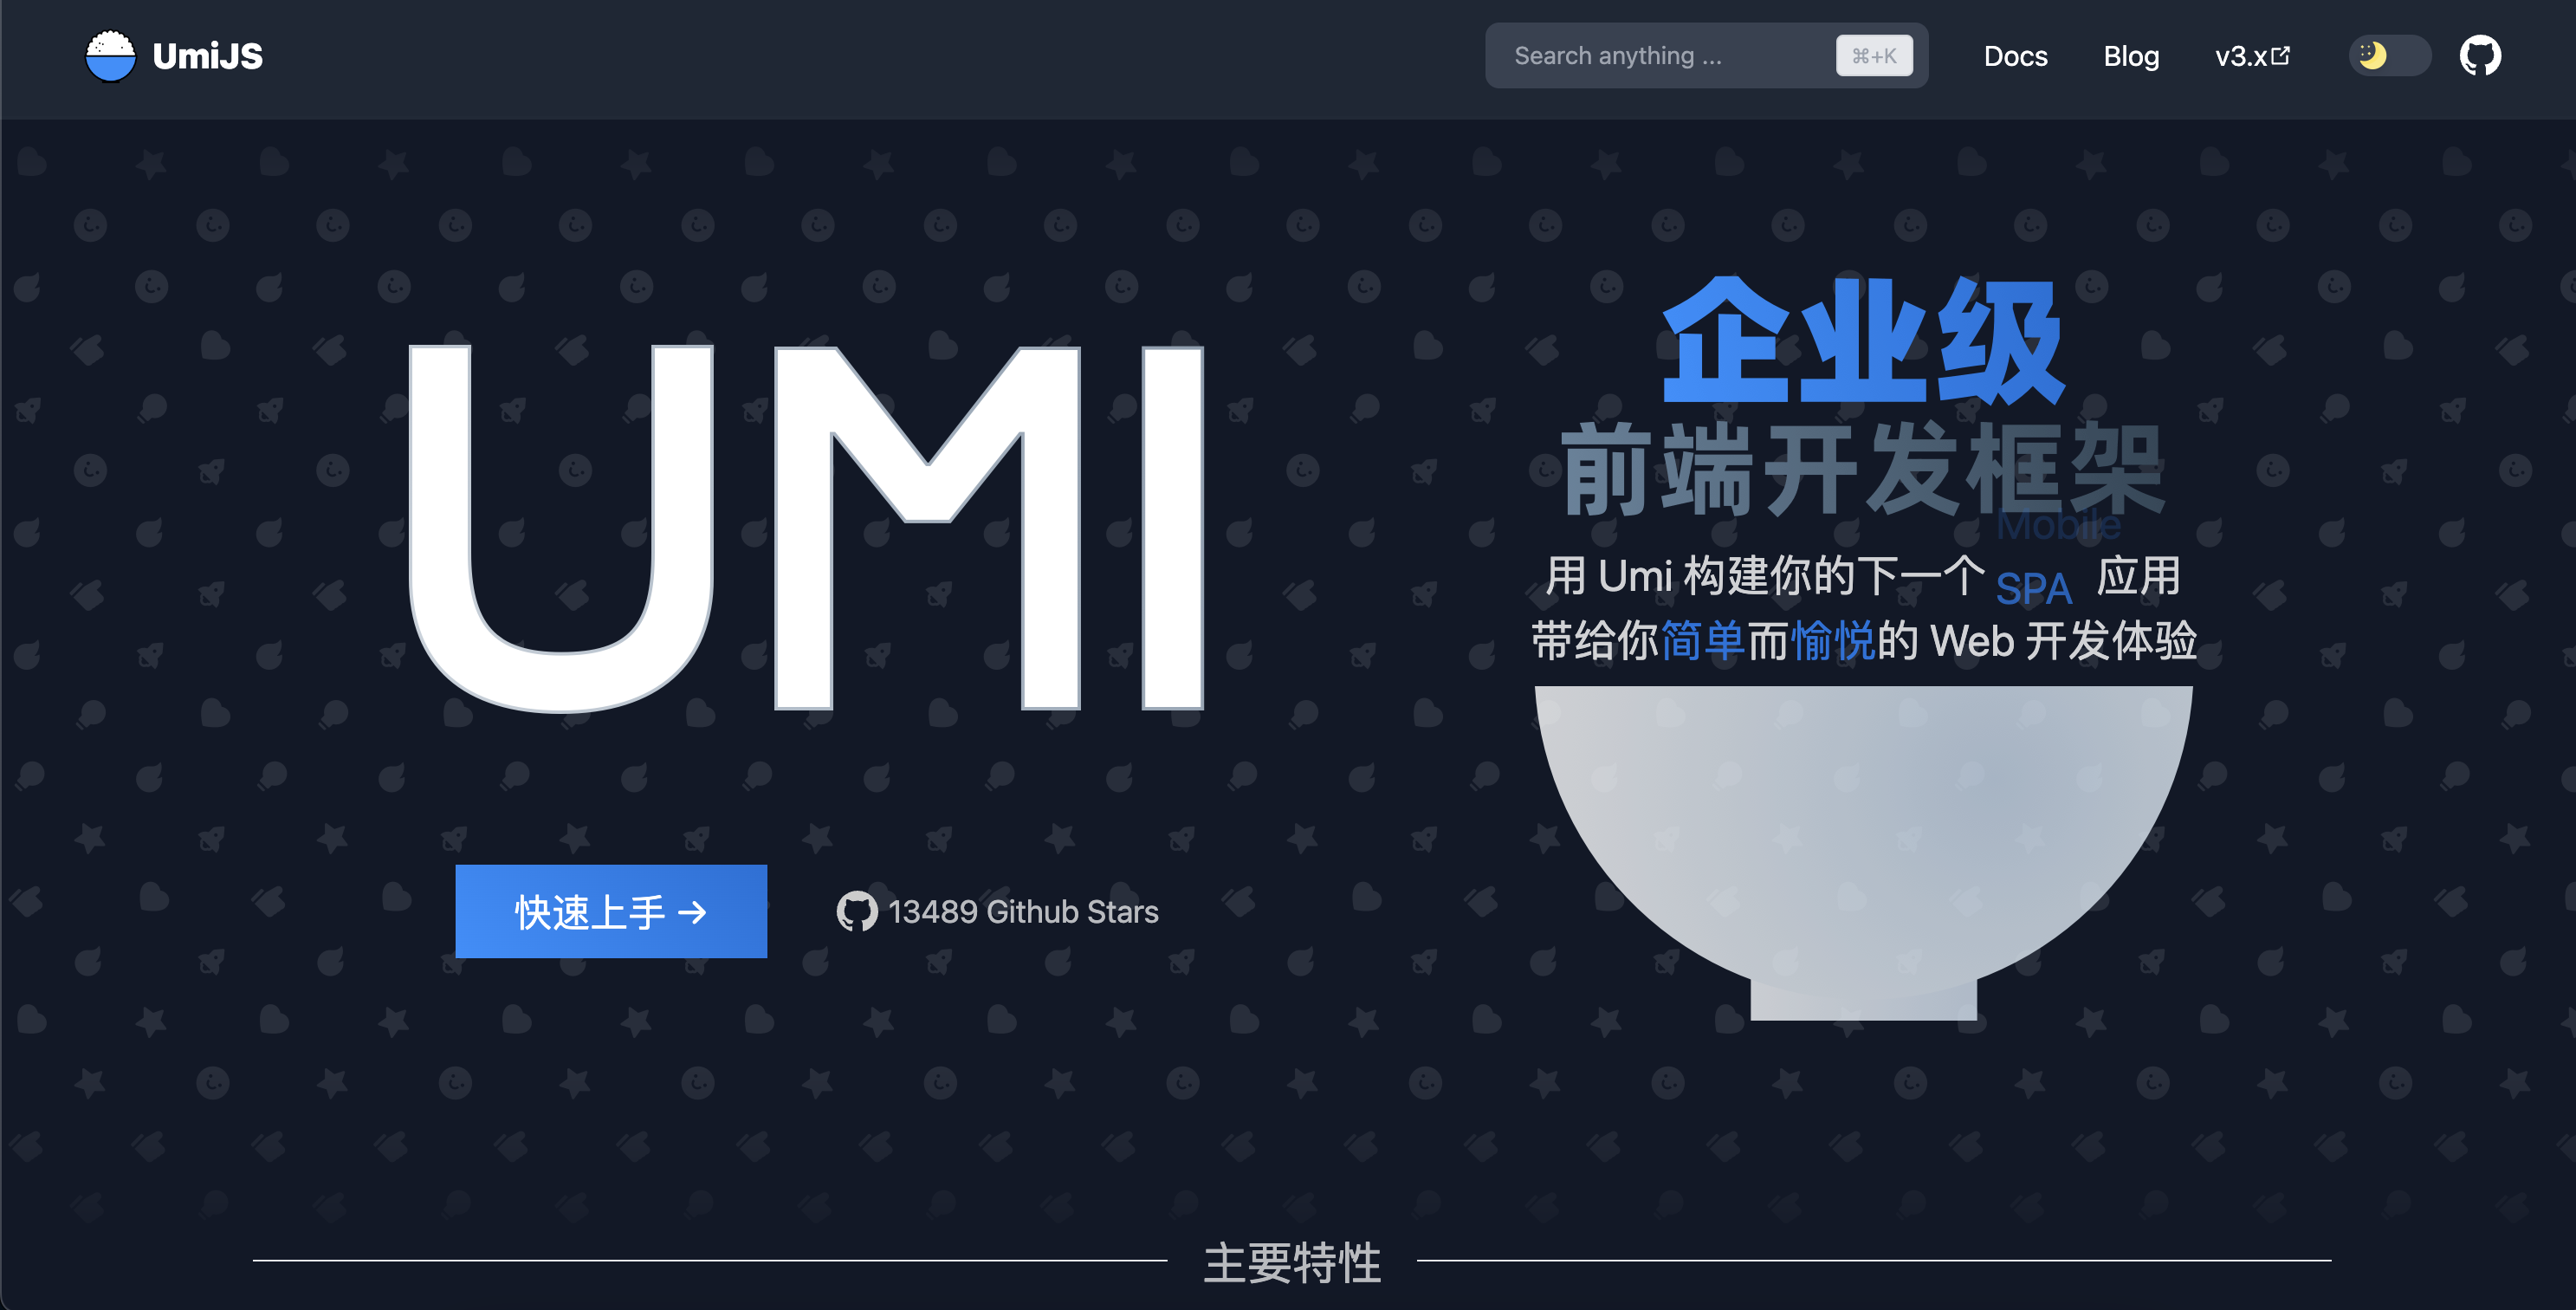 UmiJS
Search anything ... ⌘+K
Docs
Blog
v3.x
UMI
企业级
前端开发框架
Mobile
用 Umi 构建你的下一个 SPA 应用
带给你简单而愉悦的 Web 开发体验
快速上手 →
13489 Github Stars
主要特性